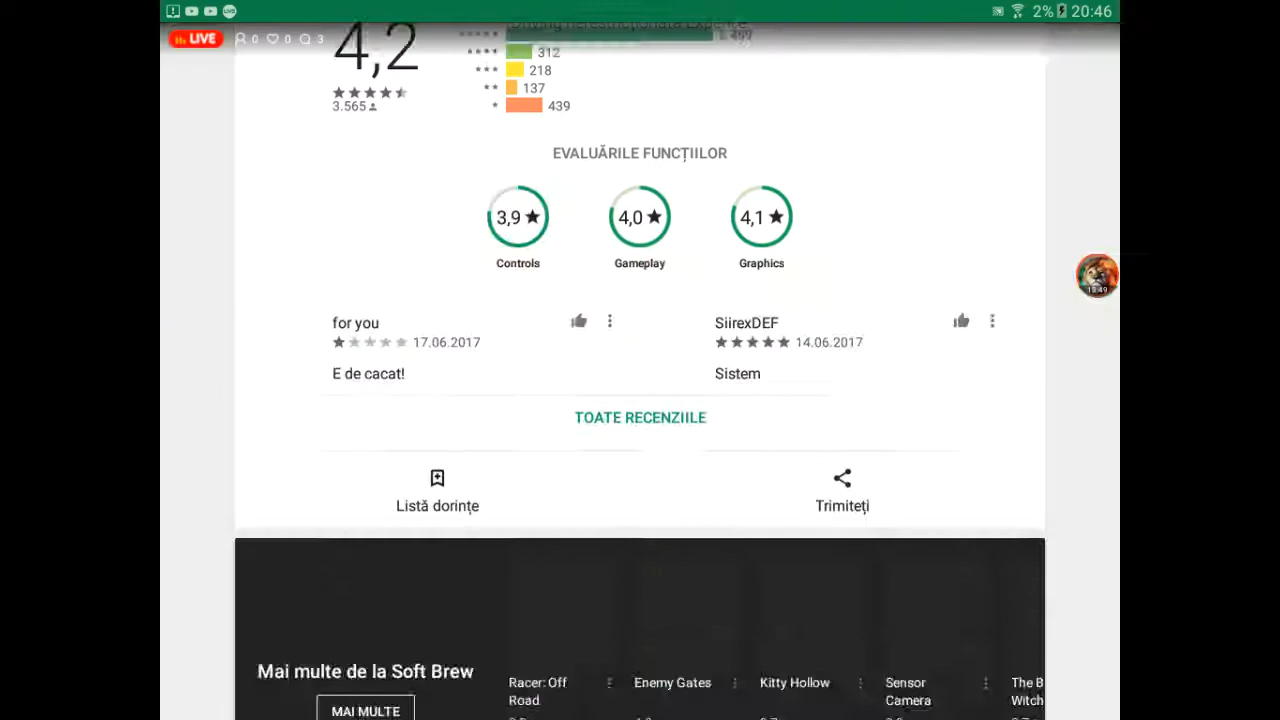 2% 20:46
LIVE 0 0 3
4,2
312
218
137
439
3.565
EVALUĂRILE FUNCȚIILOR
3,9 4,0 4,1
Controls Gameplay Graphics
for you
17.06.2017
E de cacat!
SiirexDEF
14.06.2017
Sistem
TOATE RECENZIILE
Listă dorințe
Trimiteți
Mai multe de la Soft Brew
MAI MULTE
Racer: Off
Road
Enemy Gates
Kitty Hollow
Sensor
Camera
The B
Witch